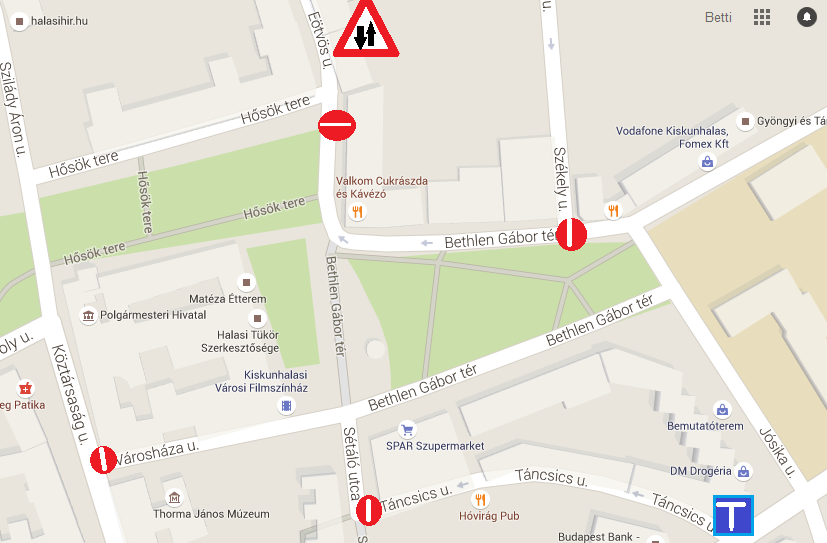 halasihir.hu
Eötvös u.
Betti
Szilády Áron u.
Hősök tere
Hősök tere
Hősök tere
Hősök tere
Hősök tere
Valkom Cukrászda
és Kávézó
Székely u.
Vodafone Kiskunhalas,
Fomex Kft
Gyöngyi és Tá
Bethlen Gábor tér
Bethlen Gábor tér
Bethlen Gábor tér
Bethlen Gábor tér
Matéza Étterem
Polgármesteri Hivatal
Halasi Tükör
Szerkesztősége
oly u.
Köztársaság u.
Kiskunhalasi
Városi Filmszínház
eg Patika
Városháza u.
Sétáló utca
S
SPAR Szupermarket
Bemutatóterem
Jósika u.
DM Drogéria
Táncsics u.
Táncsics u.
Táncsics u.
Thorma János Múzeum
Hóvirág Pub
Budapest Bank -